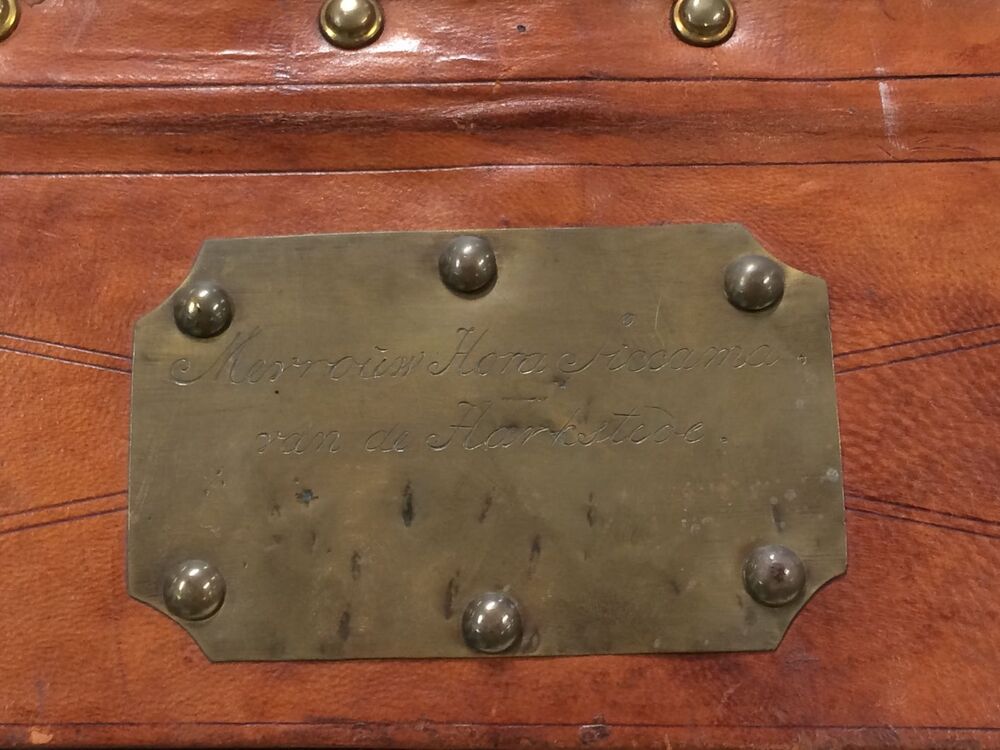 Mevrouw Hora Siccama.
van de Harkstede.